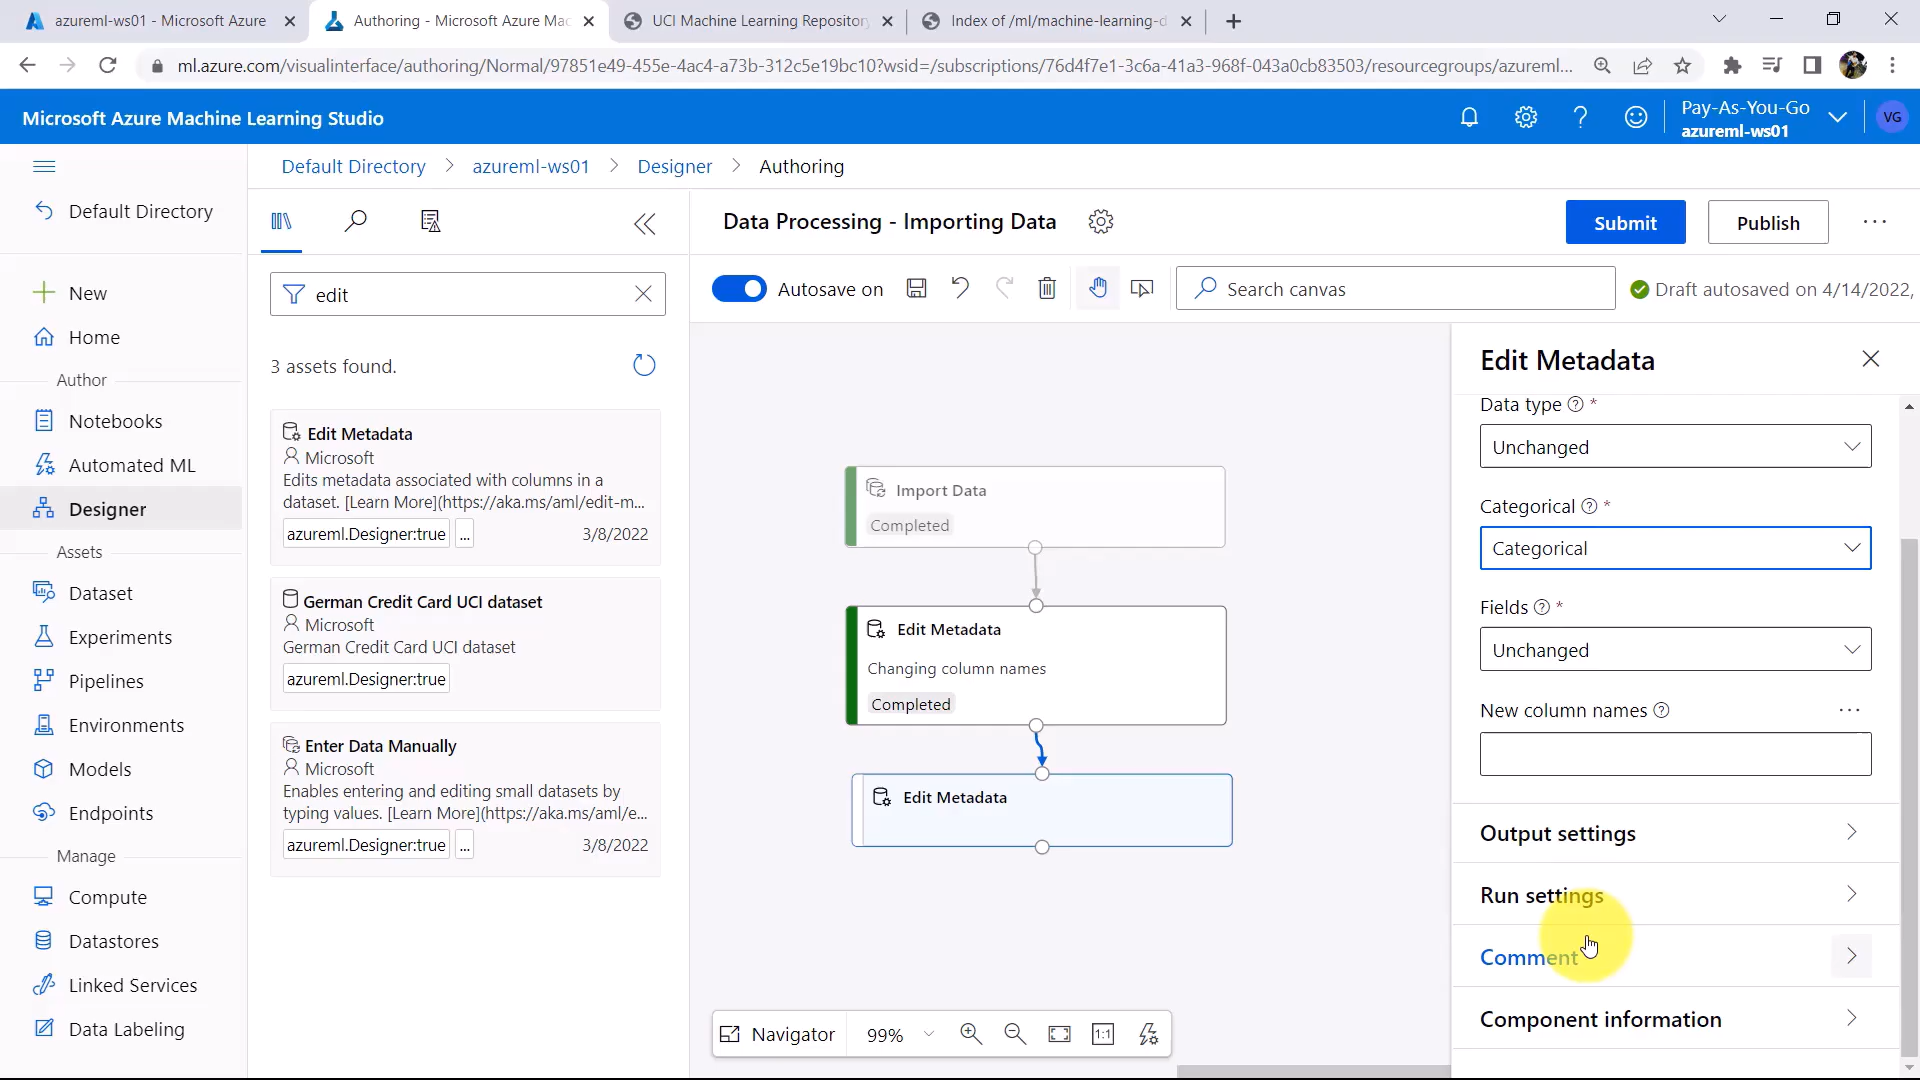 azureml-ws01 - Microsoft Azure
Authoring - Microsoft Azure Mac
UCI Machine Learning Repository
Index of /ml/machine-learning-d
ml.azure.com/visualinterface/authoring/Normal/97851e49-455e-4ac4-a73b-312c5e19bc10?wsid=/subscriptions/76d4f7e1-3c6a-41a3-968f-043a0cb83503/resourcegroups/azureml...
Microsoft Azure Machine Learning Studio
Pay-As-You-Go
azureml-ws01
VG
Default Directory > azureml-ws01 > Designer > Authoring
Default Directory
New
Home
Author
Notebooks
Automated ML
Designer
Assets
Dataset
Experiments
Pipelines
Environments
Models
Endpoints
Manage
Compute
Datastores
Linked Services
Data Labeling
edit
3 assets found.
Edit Metadata
Microsoft
Edits metadata associated with columns in a
dataset. [Learn More](https://aka.ms/aml/edit-m...
azureml.Designer:true ... 3/8/2022
German Credit Card UCI dataset
Microsoft
German Credit Card UCI dataset
azureml.Designer:true
Enter Data Manually
Microsoft
Enables entering and editing small datasets by
typing values. [Learn More](https://aka.ms/aml/e...
azureml.Designer:true ... 3/8/2022
Data Processing - Importing Data
Submit
Publish
...
Autosave on
Search canvas
Draft autosaved on 4/14/2022,
Import Data
Completed
Edit Metadata
Changing column names
Completed
Edit Metadata
Navigator
99%
1:1
Edit Metadata
Data type ? *
Unchanged
Categorical ? *
Categorical
Fields ? *
Unchanged
New column names ? ...
Output settings
Run settings
Comment
Component information